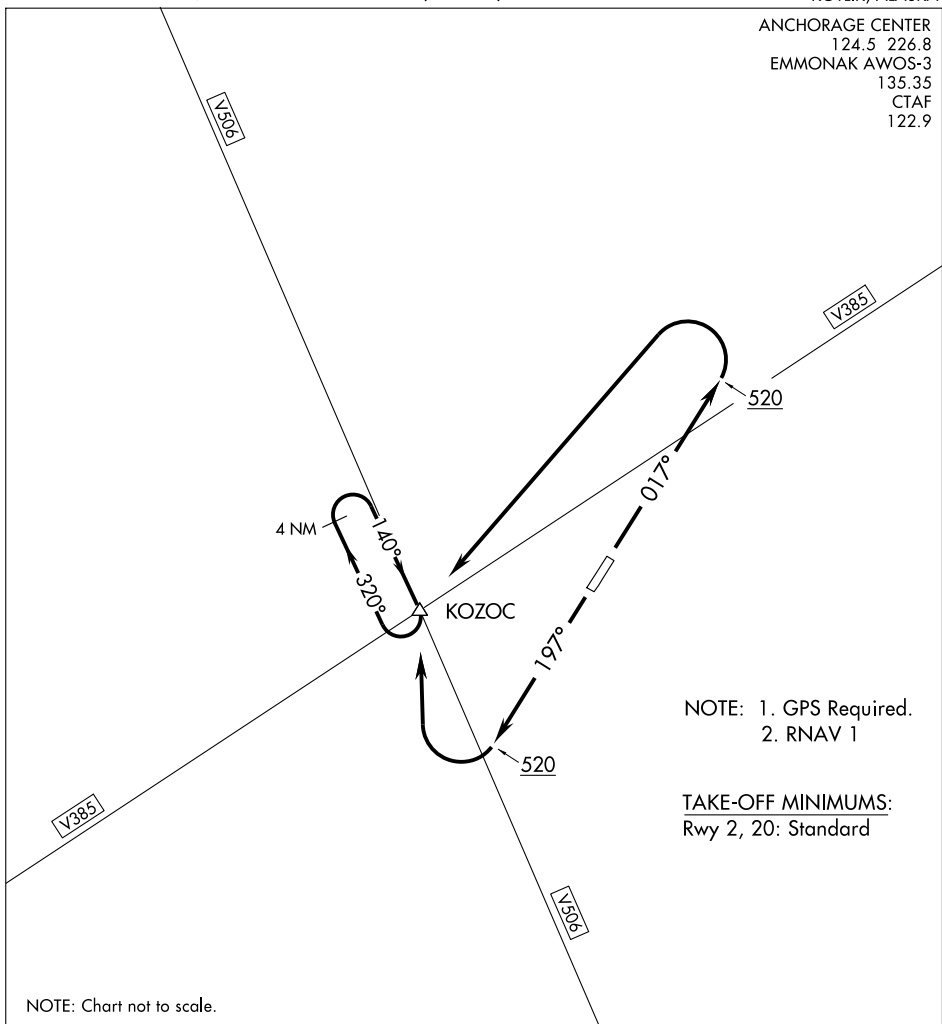 ANCHORAGE CENTER
124.5 226.8
EMMONAK AWOS-3
135.35
CTAF
122.9
V506
V385
520
017°
4 NM
140°
320°
KOZOC
197°
NOTE: 1. GPS Required.
2. RNAV 1
520
TAKE-OFF MINIMUMS:
Rwy 2, 20: Standard
V385
V506
NOTE: Chart not to scale.